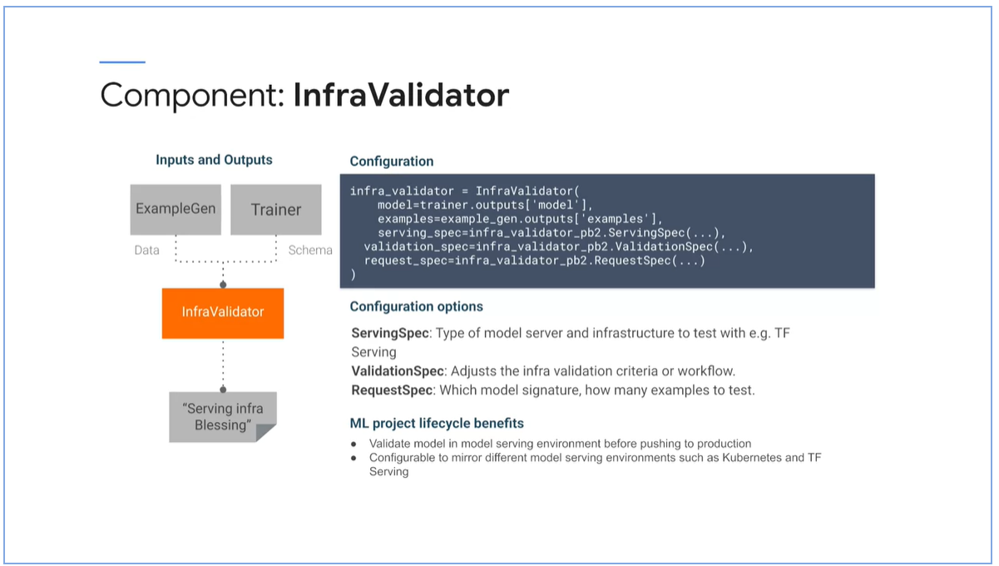 Component: InfraValidator
Inputs and Outputs
ExampleGen
Trainer
Data
Schema
InfraValidator
“Serving infra
Blessing”
Configuration
infra_validator = InfraValidator(
model=trainer.outputs['model'],
examples=example_gen.outputs['examples'],
serving_spec=infra_validator_pb2.ServingSpec(...),
validation_spec=infra_validator_pb2.ValidationSpec(...),
request_spec=infra_validator_pb2.RequestSpec(...)
)
Configuration options
ServingSpec: Type of model server and infrastructure to test with e.g. TF
Serving
ValidationSpec: Adjusts the infra validation criteria or workflow.
RequestSpec: Which model signature, how many examples to test.
ML project lifecycle benefits
● Validate model in model serving environment before pushing to production
● Configurable to mirror different model serving environments such as Kubernetes and TF
Serving